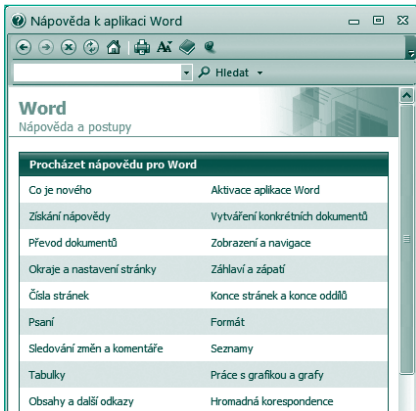 Nápověda k aplikaci Word
Hledat
Word
Nápověda a postupy
Procházet nápovědu pro Word
Co je nového Aktivace aplikace Word
Získání nápovědy Vytváření konkrétních dokumentů
Převod dokumentů Zobrazení a navigace
Okraje a nastavení stránky Záhlaví a zápatí
Čísla stránek Konce stránek a konce oddílů
Psaní Formát
Sledování změn a komentáře Seznamy
Tabulky Práce s grafikou a grafy
Obsahy a další odkazy Hromadná korespondence